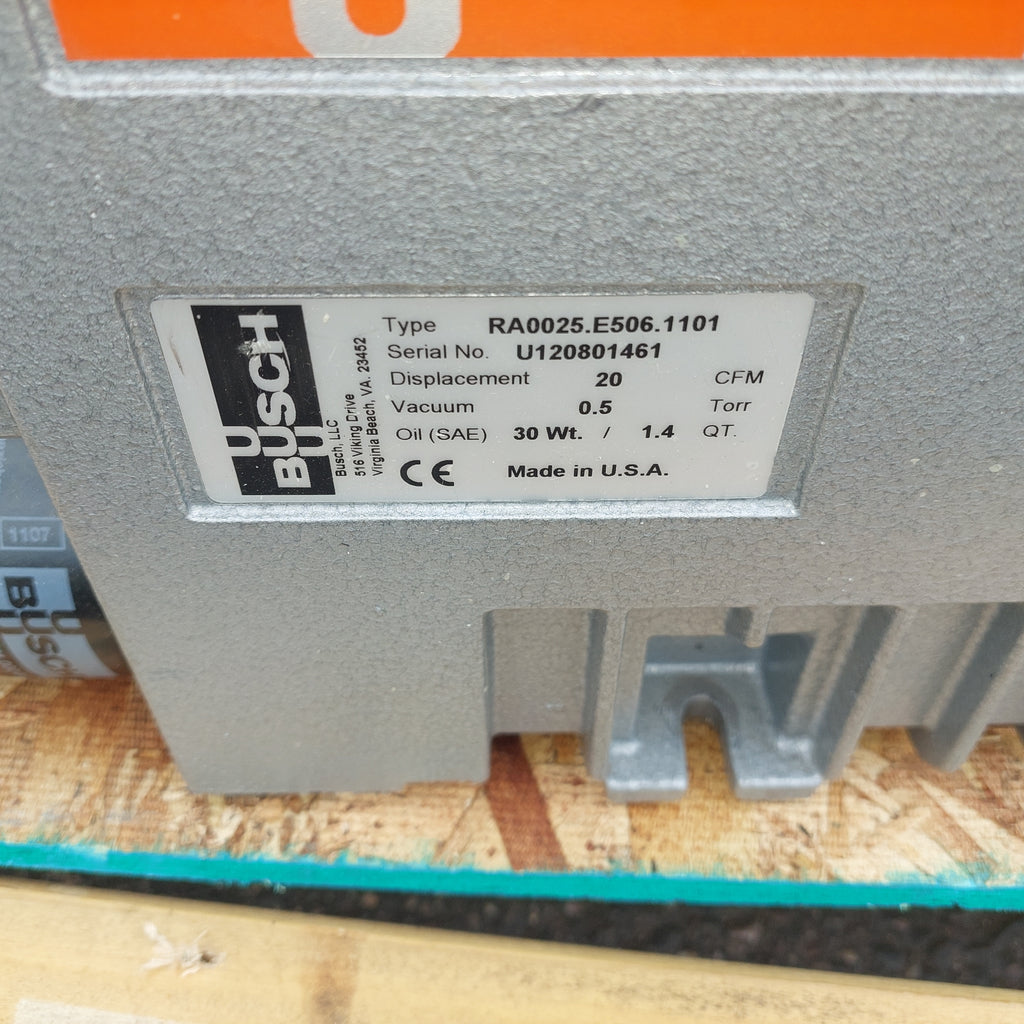 BUSCH
Busch, LLC
516 Viking Drive
Virginia Beach, VA. 23452
Type RA0025.E506.1101
Serial No. U120801461
Displacement 20 CFM
Vacuum 0.5 Torr
Oil (SAE) 30 Wt. / 1.4 QT.
CE Made in U.S.A.
1107
BUSCH